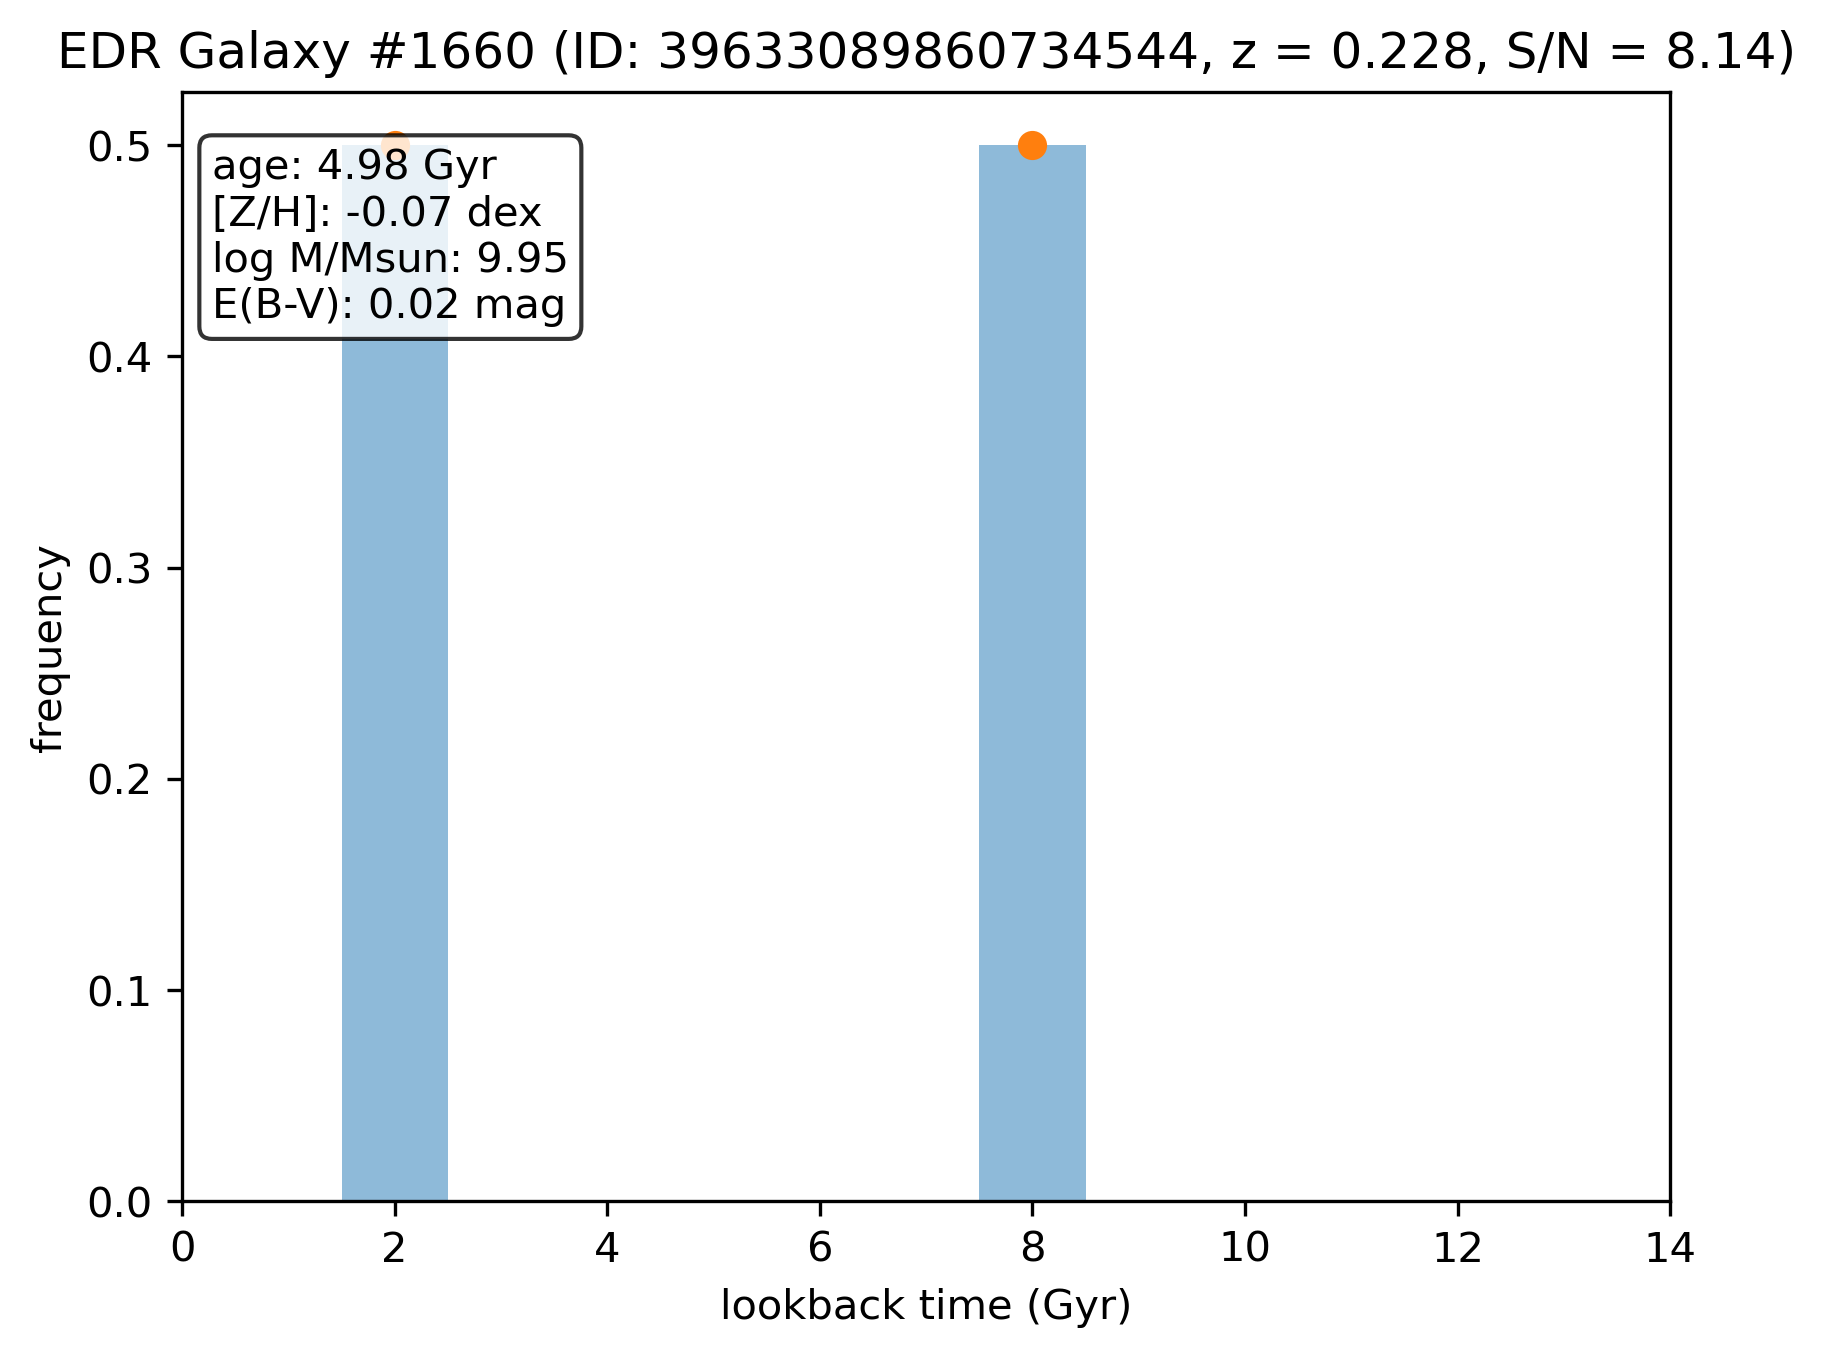 EDR Galaxy #1660 (ID: 39633089860734544, z = 0.228, S/N = 8.14)
0.5
0.4
0.3
0.2
0.1
0.0
frequency
age: 4.98 Gyr
[Z/H]: -0.07 dex
log M/Msun: 9.95
E(B-V): 0.02 mag
0 2 4 6 8 10 12 14
lookback time (Gyr)